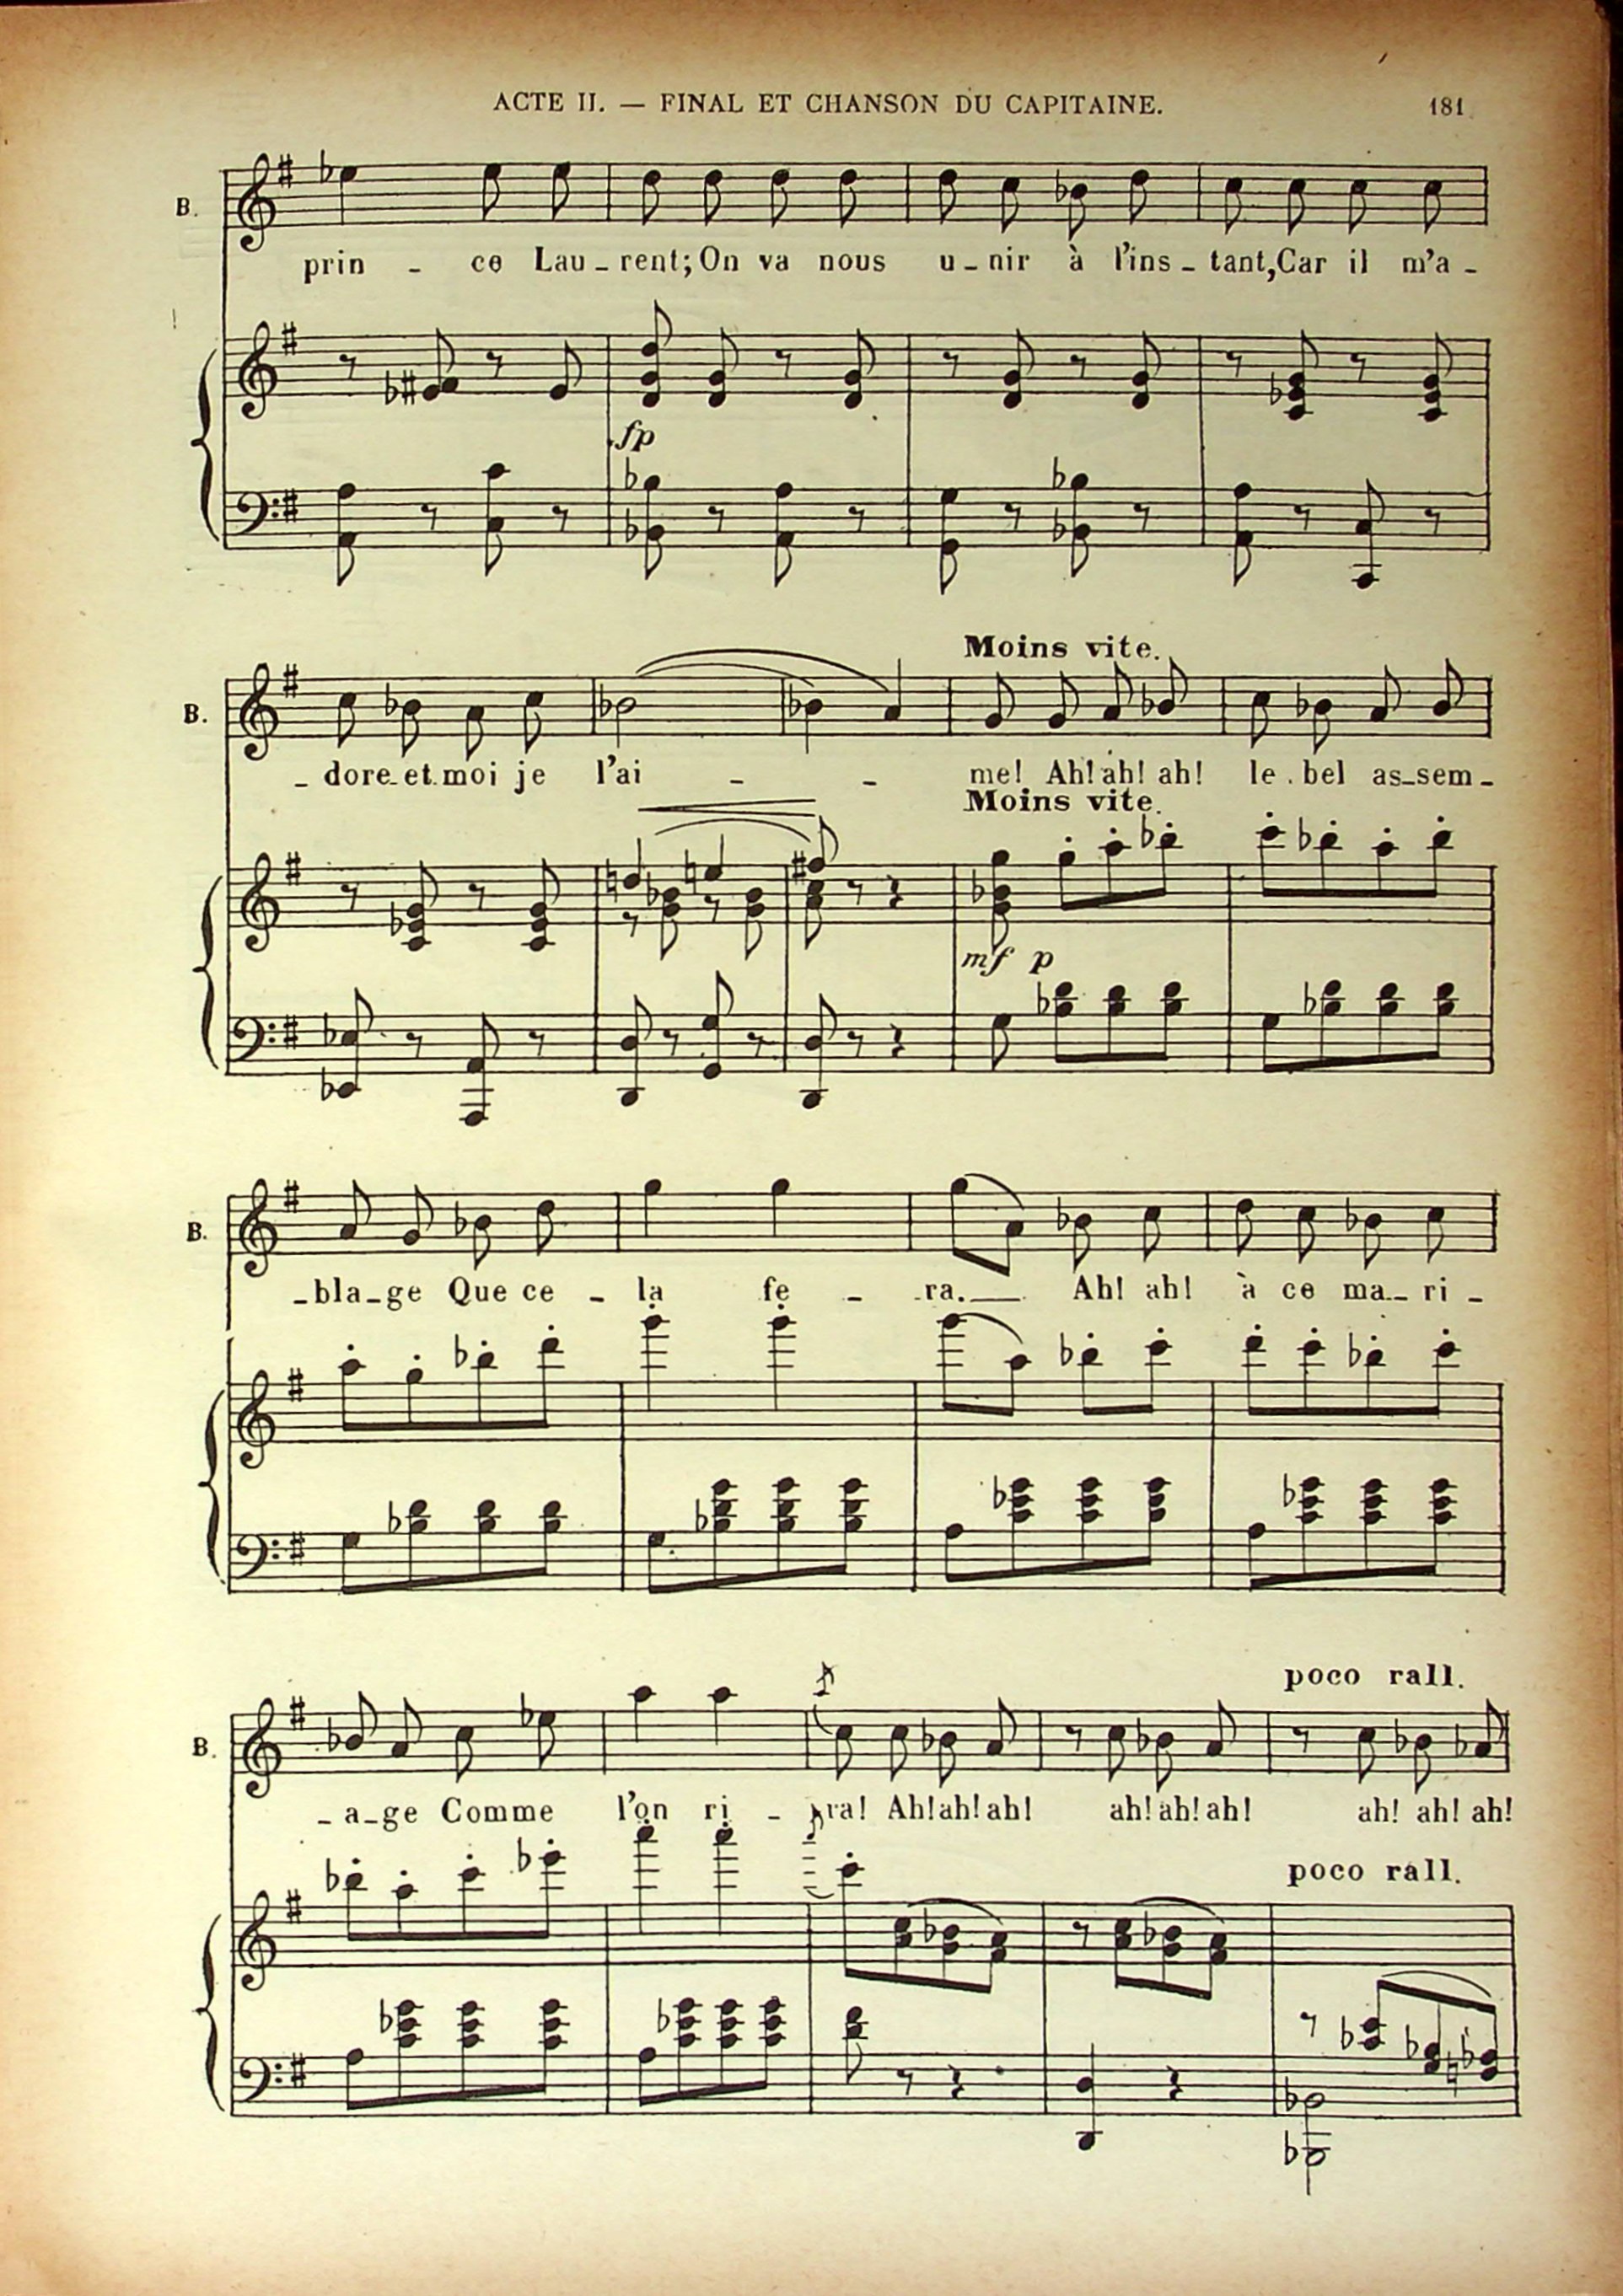 ACTE II. — FINAL ET CHANSON DU CAPITAINE. 181
B.
prin - ce Lau - rent; On va nous u - nir à l'ins - tant, Car il m'a -
fp
Moins vite.
B.
- dore et moi je l'ai - - me! Ah! ah! ah! le bel as - sem -
Moins vite.
mf p
B.
- bla - ge Que ce - la fe - ra. Ah! ah! à ce ma - ri -
poco rall.
B.
- a - ge Comme l'on ri - ra! Ah! ah! ah! ah! ah! ah! ah! ah! ah!
poco rall.